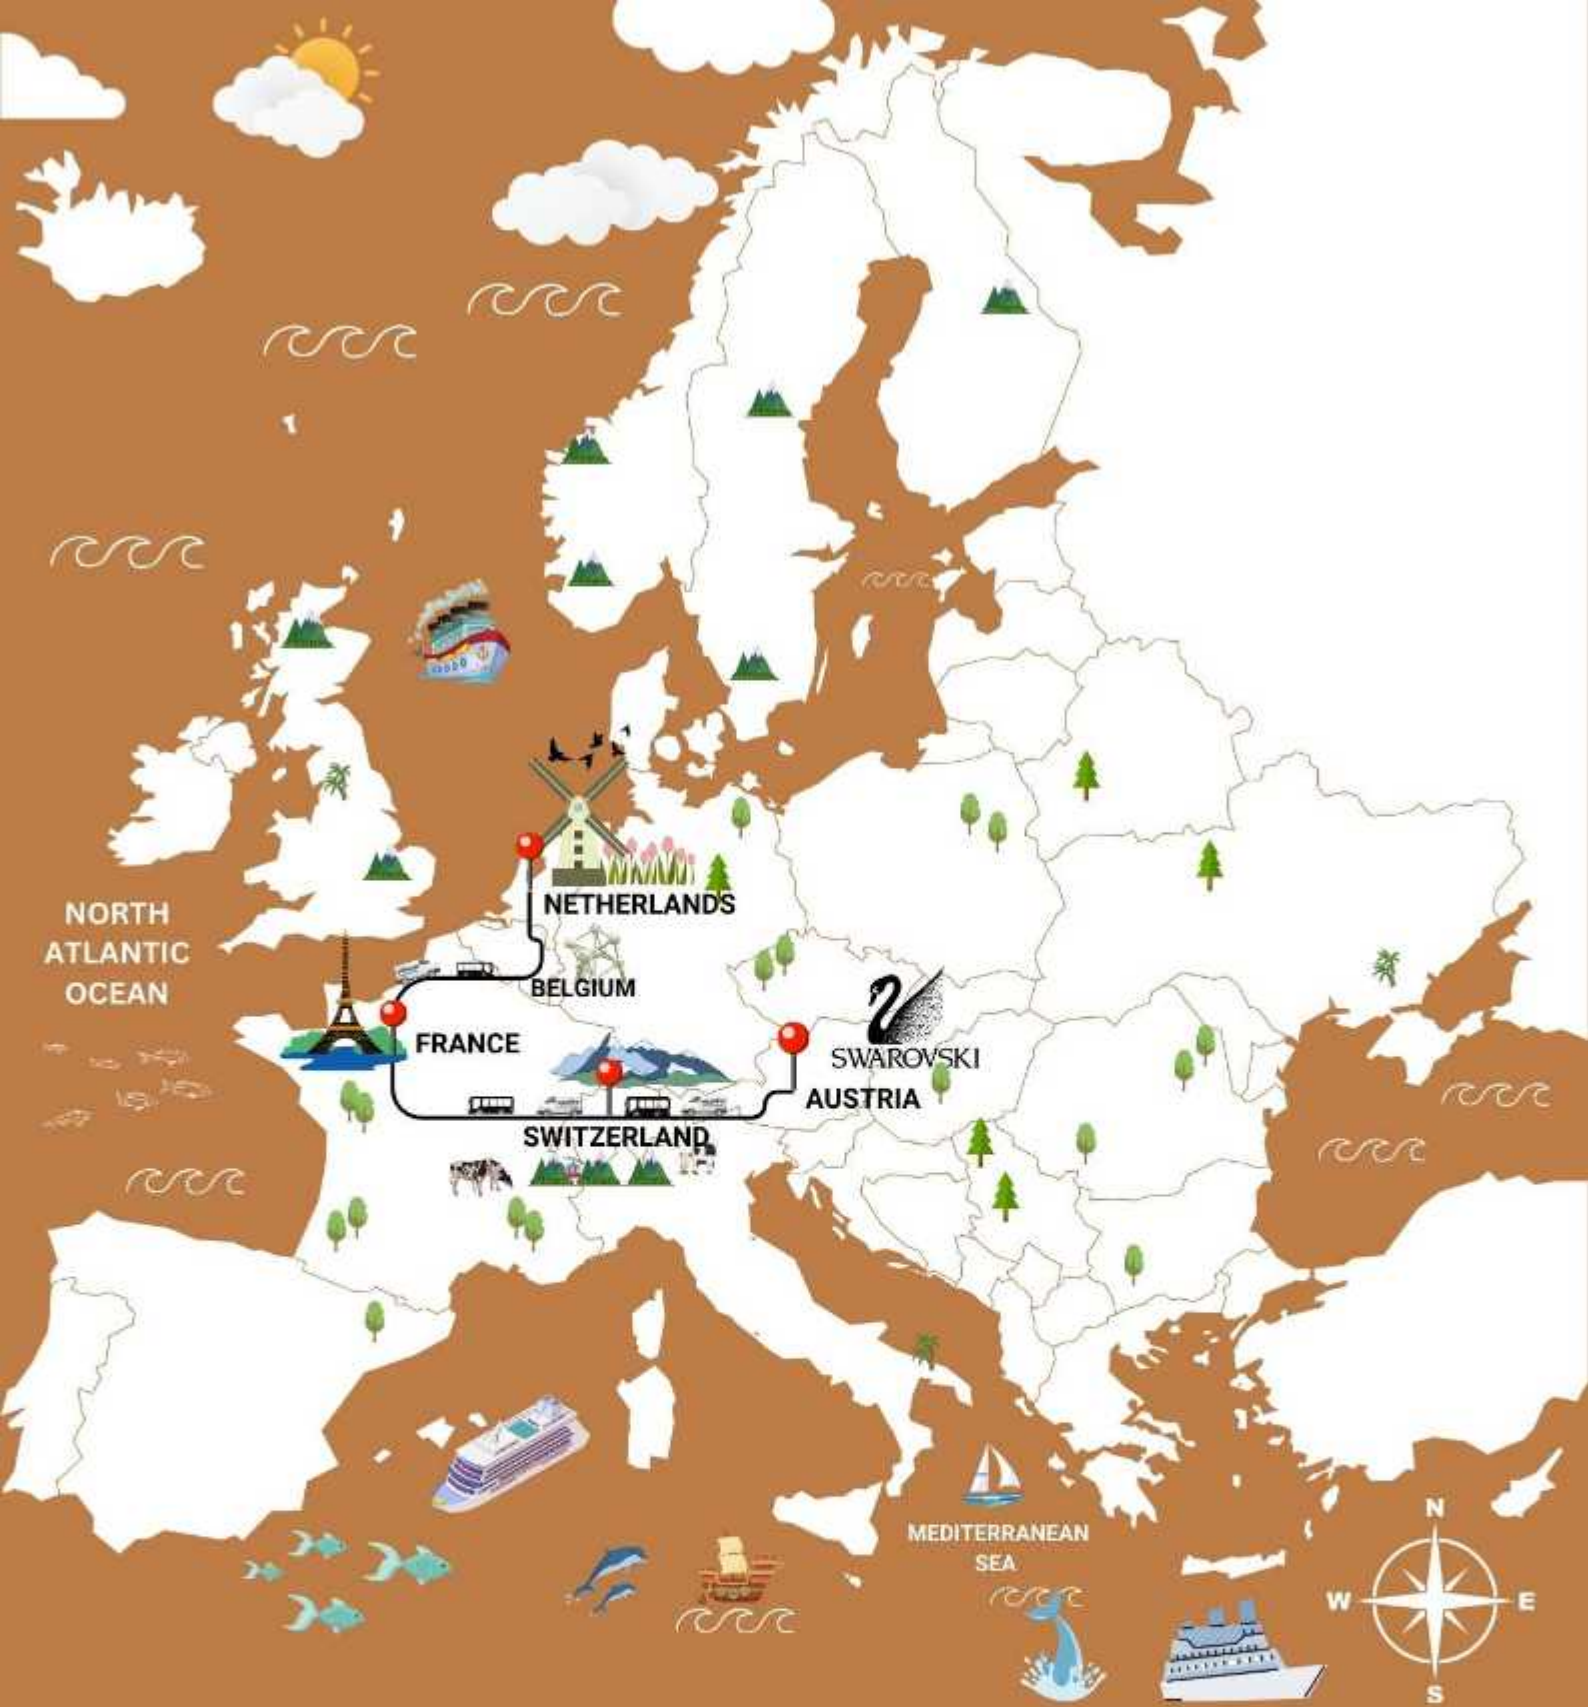 NORTH
ATLANTIC
OCEAN
NETHERLANDS
BELGIUM
FRANCE
SWAROVSKI
AUSTRIA
SWITZERLAND
MEDITERRANEAN
SEA
N
W
E
S